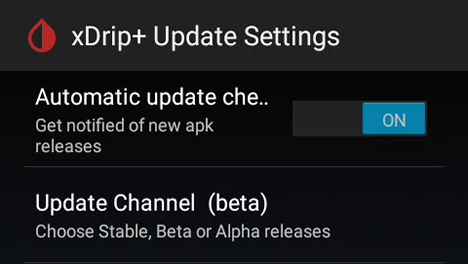 xDrip+ Update Settings
Automatic update che..
ON
Get notified of new apk
releases
Update Channel (beta)
Choose Stable, Beta or Alpha releases